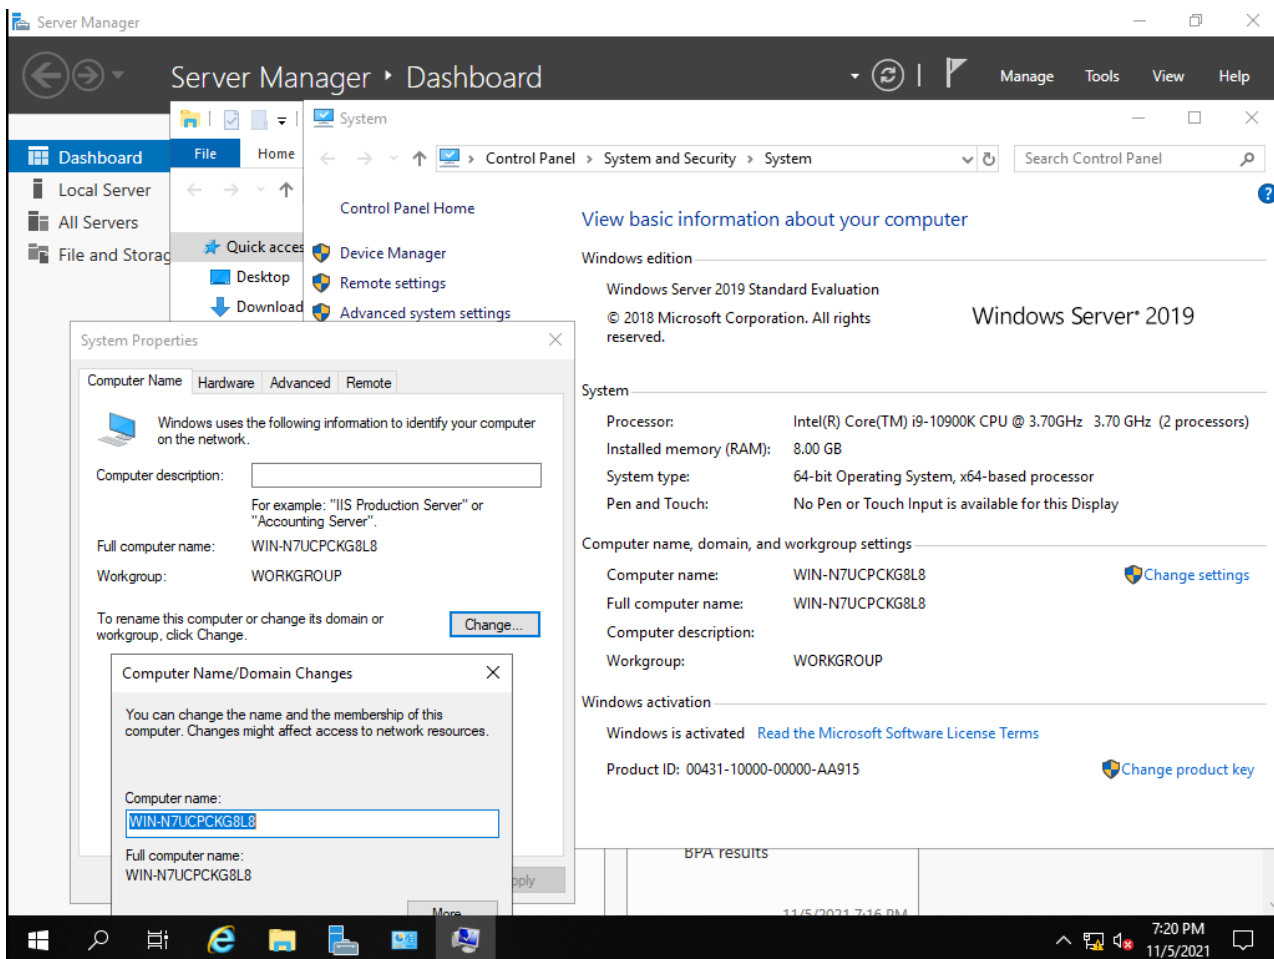 Server Manager
Server Manager • Dashboard
Manage Tools View Help
Dashboard
Local Server
All Servers
File and Storag
File Home
Quick acces
Desktop
Download
System
Control Panel > System and Security > System
Search Control Panel
Control Panel Home
Device Manager
Remote settings
Advanced system settings
?
View basic information about your computer
Windows edition
Windows Server 2019 Standard Evaluation
© 2018 Microsoft Corporation. All rights
reserved.
Windows Server® 2019
System
Processor: Intel(R) Core(TM) i9-10900K CPU @ 3.70GHz 3.70 GHz (2 processors)
Installed memory (RAM): 8.00 GB
System type: 64-bit Operating System, x64-based processor
Pen and Touch: No Pen or Touch Input is available for this Display
Computer name, domain, and workgroup settings
Computer name: WIN-N7UCPCKG8L8
Change settings
Full computer name: WIN-N7UCPCKG8L8
Computer description:
Workgroup: WORKGROUP
Windows activation
Windows is activated Read the Microsoft Software License Terms
Product ID: 00431-10000-00000-AA915
Change product key
System Properties
Computer Name Hardware Advanced Remote
Windows uses the following information to identify your computer
on the network.
Computer description:
For example: "IIS Production Server" or
"Accounting Server".
Full computer name: WIN-N7UCPCKG8L8
Workgroup: WORKGROUP
To rename this computer or change its domain or
workgroup, click Change.
Change...
Computer Name/Domain Changes
You can change the name and the membership of this
computer. Changes might affect access to network resources.
Computer name:
WIN-N7UCPCKG8L8
Full computer name:
WIN-N7UCPCKG8L8
More
pply
BPA results
11/5/2021 7:16 PM
7:20 PM
11/5/2021